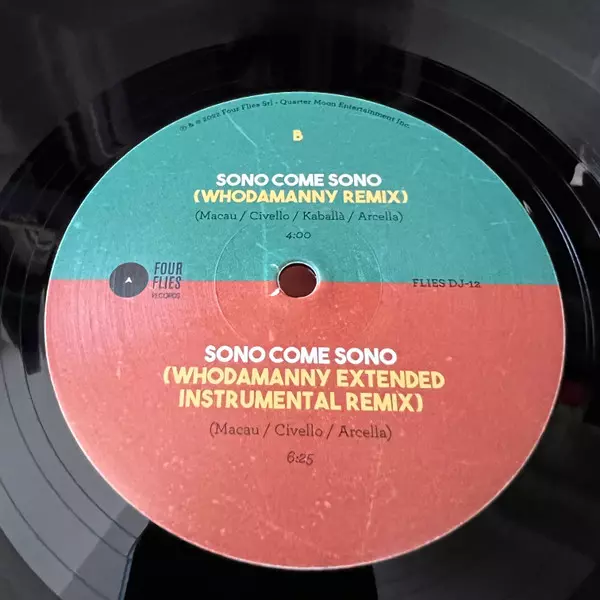 ℗ & © 2022 Four Flies Srl - Quarter Moon Entertainment Inc.
B
SONO COME SONO
(WHODAMANNY REMIX)
(Macau / Civello / Kaballà / Arcella)
4:00
FOUR
FLIES
RECORDS
FLIES DJ-12
SONO COME SONO
(WHODAMANNY EXTENDED
INSTRUMENTAL REMIX)
(Macau / Civello / Arcella)
6:25